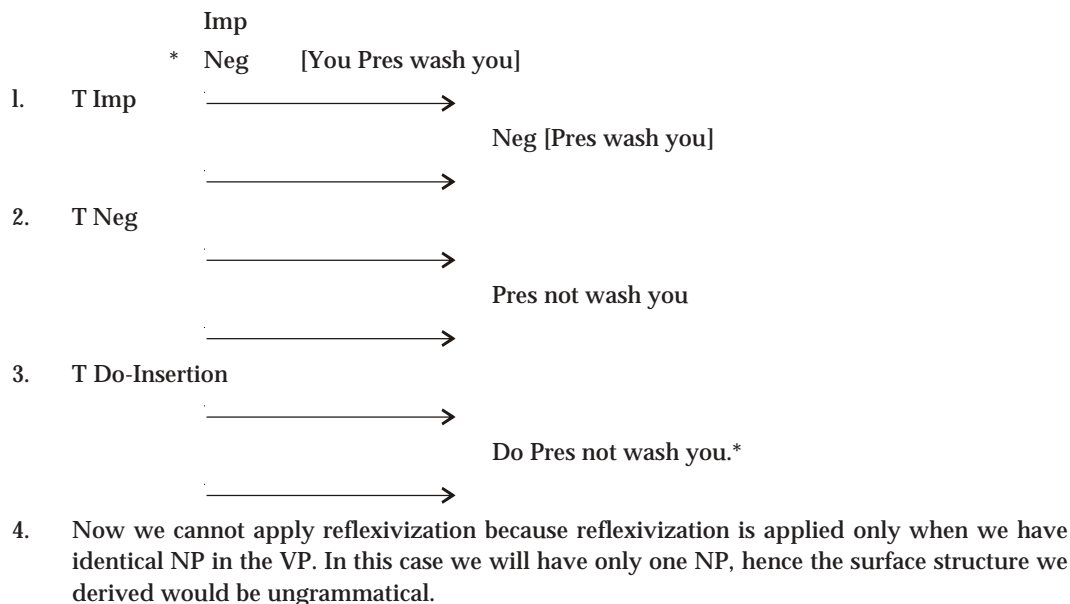 Imp
* Neg [You Pres wash you]
l. T Imp
Neg [Pres wash you]
2. T Neg
Pres not wash you
3. T Do-Insertion
Do Pres not wash you.*
4. Now we cannot apply reflexivization because reflexivization is applied only when we have
identical NP in the VP. In this case we will have only one NP, hence the surface structure we
derived would be ungrammatical.